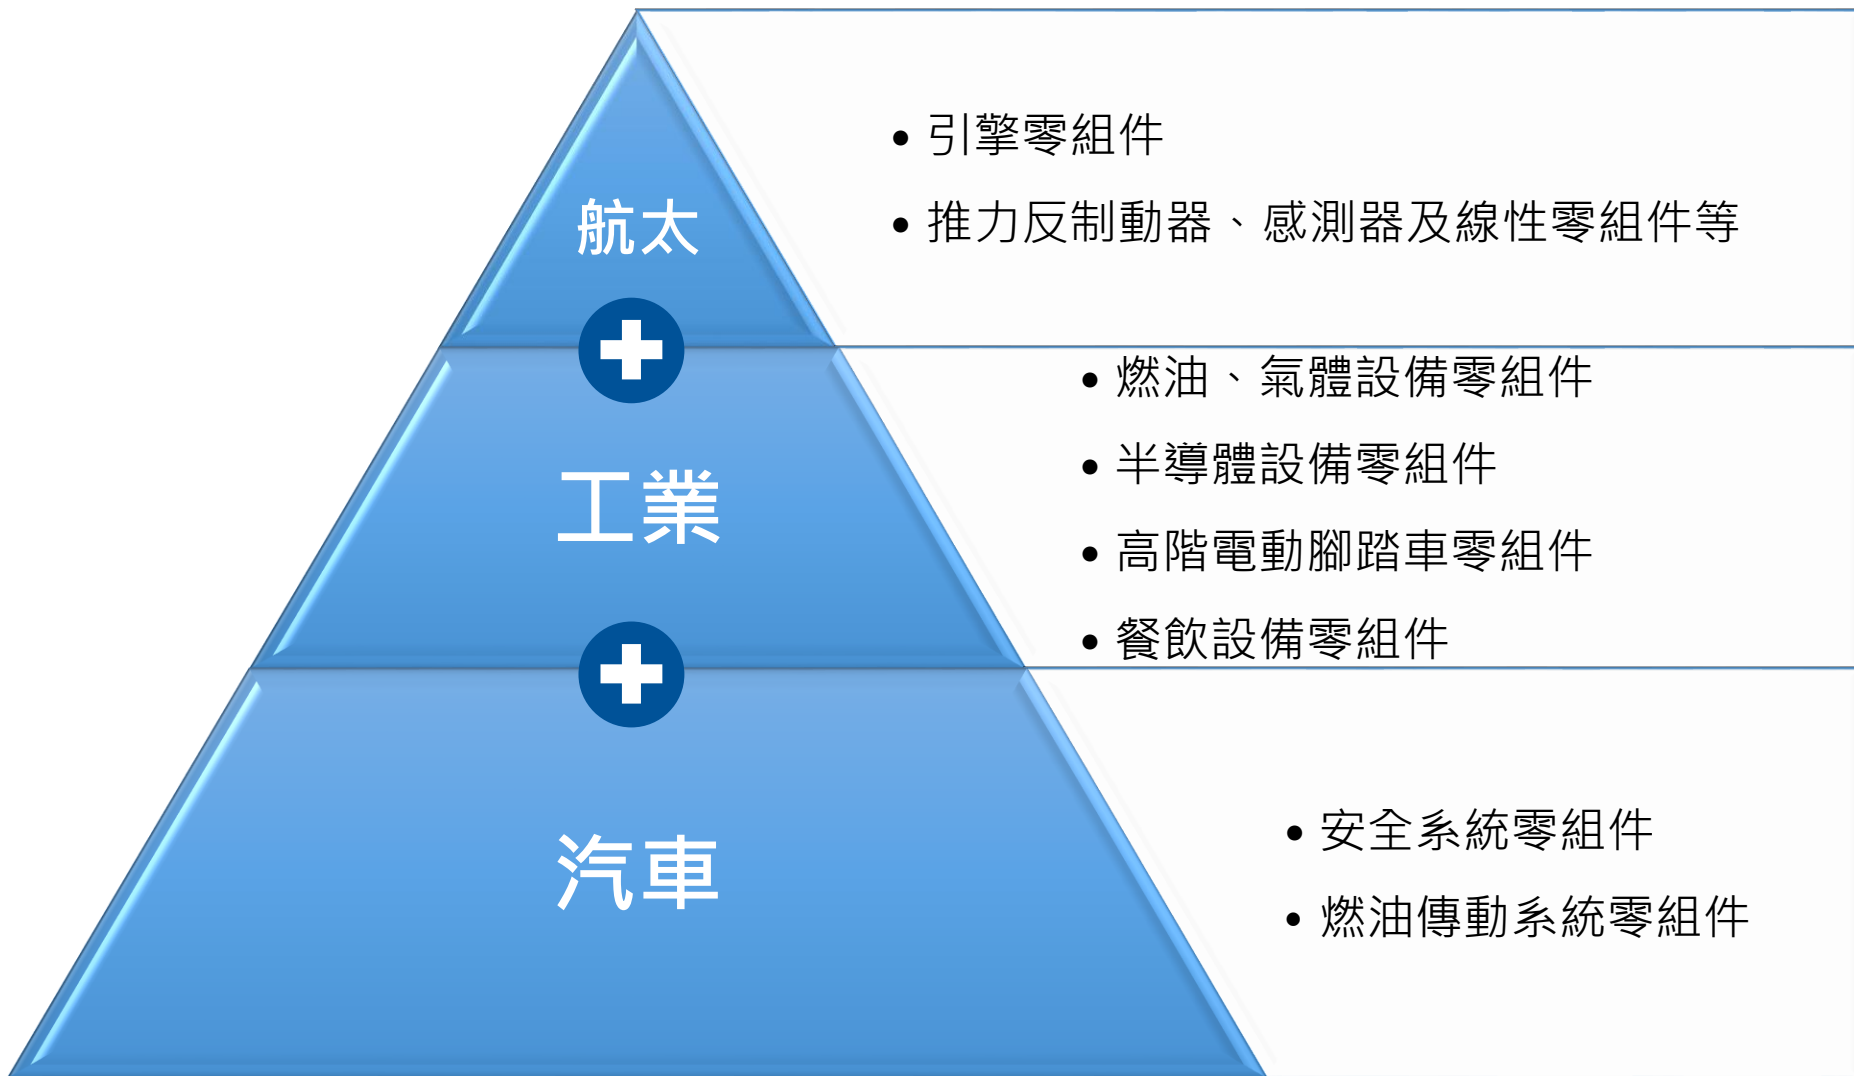 航太
• 引擎零組件
• 推力反制動器、感測器及線性零組件等
工業
• 燃油、氣體設備零組件
• 半導體設備零組件
• 高階電動腳踏車零組件
• 餐飲設備零組件
汽車
• 安全系統零組件
• 燃油傳動系統零組件